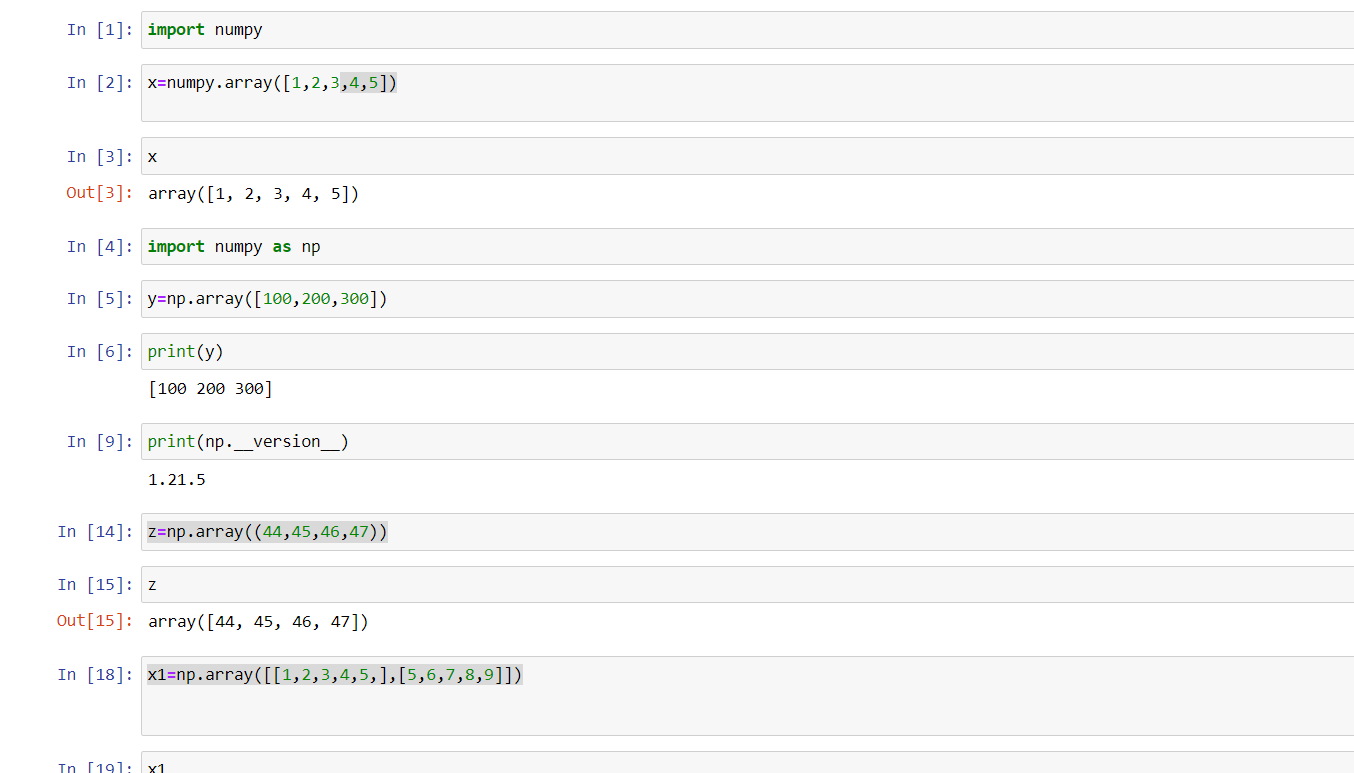 In [1]: import numpy
In [2]: x=numpy.array([1,2,3,4,5])
In [3]: x
Out[3]: array([1, 2, 3, 4, 5])
In [4]: import numpy as np
In [5]: y=np.array([100,200,300])
In [6]: print(y)
[100 200 300]
In [9]: print(np.__version__)
1.21.5
In [14]: z=np.array((44,45,46,47))
In [15]: z
Out[15]: array([44, 45, 46, 47])
In [18]: x1=np.array([[1,2,3,4,5,],[5,6,7,8,9]])
In [19]: x1